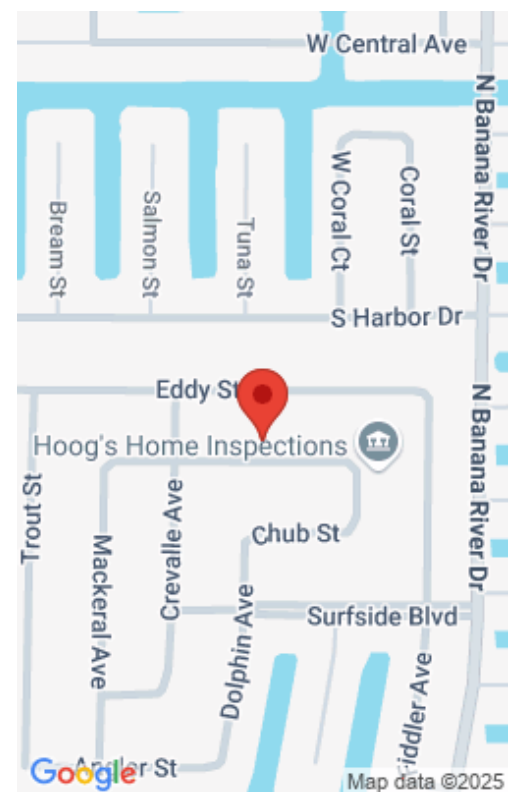 W Central Ave
N Banana River Dr
W Coral Ct
Coral St
Salmon St
Bream St
Tuna St
S Harbor Dr
Eddy St
N Banana River Dr
Hoog's Home Inspections
Trout St
Crevalle Ave
Chub St
Mackeral Ave
Dolphin Ave
Surfside Blvd
Fiddler Ave
Angler St
Google
Map data ©2025